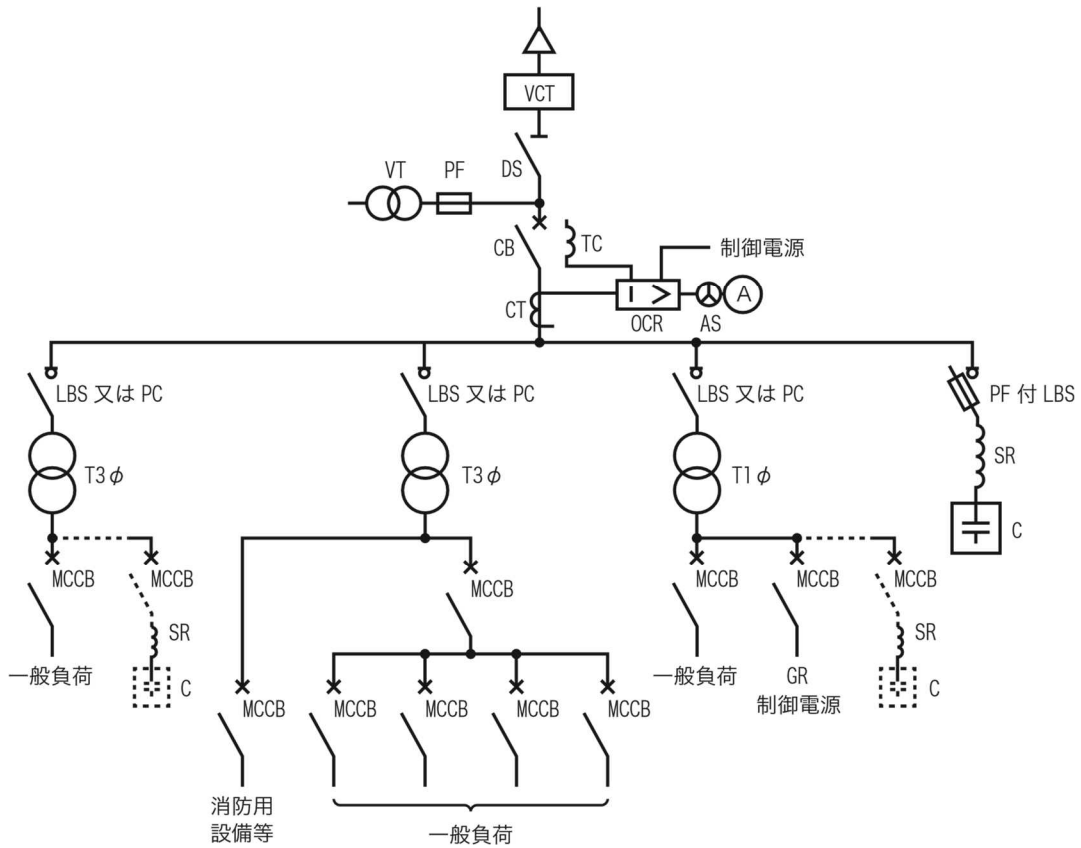 VCT
DS
VT
PF
CB
TC
制御電源
CT
OCR
AS
A
LBS 又は PC
LBS 又は PC
LBS 又は PC
PF 付 LBS
T3φ
T3φ
T1φ
SR
C
MCCB
MCCB
MCCB
MCCB
MCCB
MCCB
SR
SR
一般負荷
C
一般負荷
GR
制御電源
C
MCCB
MCCB
MCCB
MCCB
MCCB
消防用
設備等
一般負荷